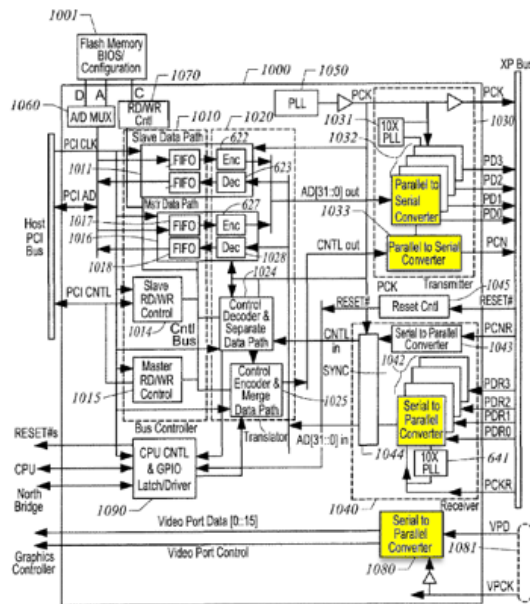 1001
Flash Memory
BIOS/
Configuration
XP Bus
D A C
1070
1000
1050
1060
A/D MUX
RD/WR
Cntl
1010
1020
PLL
PCK
PCK
1031
10X
PLL
1030
1032
PCI CLK
Slave Data Path
622
FIFO
Enc
1011
623
FIFO
Dec
PCI AD
Mstr Data Path
627
1017
FIFO
Enc
1016
FIFO
Dec
1018
1028
AD[31::0] out
Parallel to
Serial
Converter
PD3
PD2
PD1
PD0
1033
Host
PCI
Bus
CNTL out
Parallel to Serial
Converter
PCN
Transmitter
1024
PCK
1045
PCI CNTL
Slave
RD/WR
Control
1014
Cntl
Bus
Control
Decoder &
Separate
Data Path
RESET#
Reset Cntl
RESET#
CNTL
in
PCNR
Serial to Parallel
Converter
1042
1043
SYNC
Master
RD/WR
Control
1015
Control
Encoder &
Merge
Data Path
1025
PDR3
PDR2
PDR1
PDR0
Serial to
Parallel
Converter
Bus Controller
Translator
AD[31::0] in
1044
10X
PLL
641
RESET#s
CPU
North
Bridge
CPU CNTL
& GPIO
Latch/Driver
1090
PCKR
1040
Receiver
Video Port Data [0::15]
Video Port Control
Graphics
Controller
Serial to
Parallel
Converter
1080
VPD
1081
VPCK